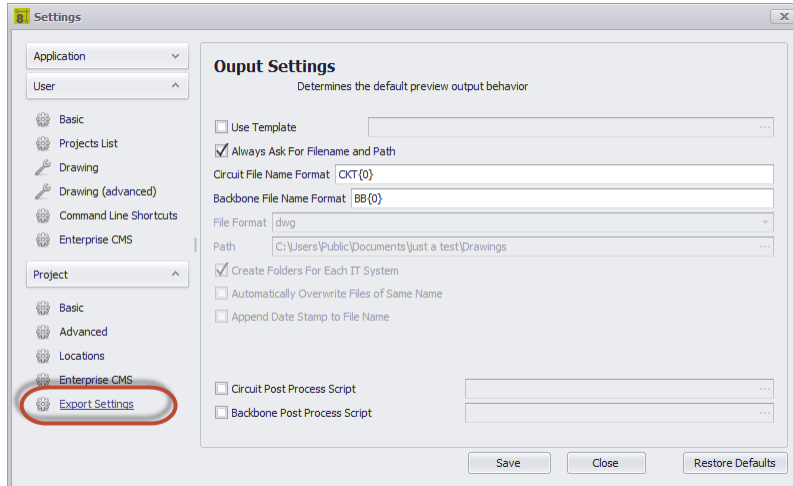 8 Settings
Application
User
Basic
Projects List
Drawing
Drawing (advanced)
Command Line Shortcuts
Enterprise CMS
Project
Basic
Advanced
Locations
Enterprise CMS
Export Settings
Ouput Settings
Determines the default preview output behavior
Use Template ...
Always Ask For Filename and Path
Circuit File Name Format CKT{0}
Backbone File Name Format BB{0}
File Format dwg
Path C:\Users\Public\Documents\just a test\Drawings ...
Create Folders For Each IT System
Automatically Overwrite Files of Same Name
Append Date Stamp to File Name
Circuit Post Process Script ...
Backbone Post Process Script ...
Save Close Restore Defaults